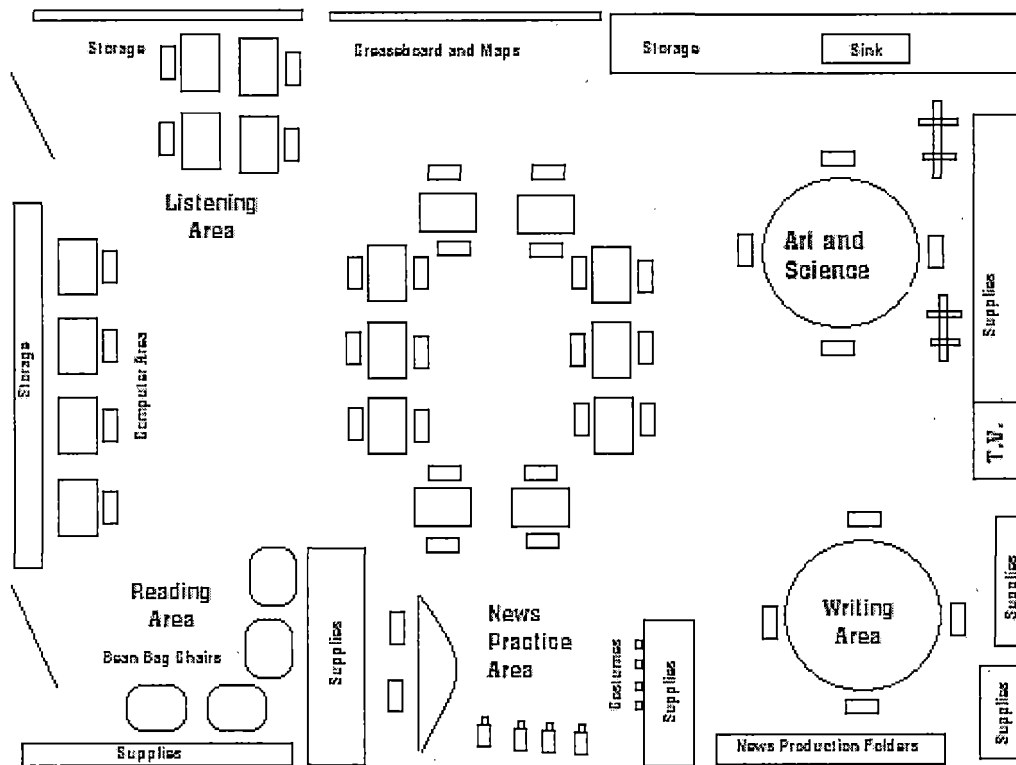 Storage
Greaseboard and Maps
Storage
Sink
Listening
Area
Art and
Science
Supplies
Storage
Computer Area
T.V.
Reading
Area
Bean Bag Chairs
Supplies
News
Practice
Area
Costumes
Supplies
Writing
Area
Supplies
Supplies
Supplies
News Production Folders